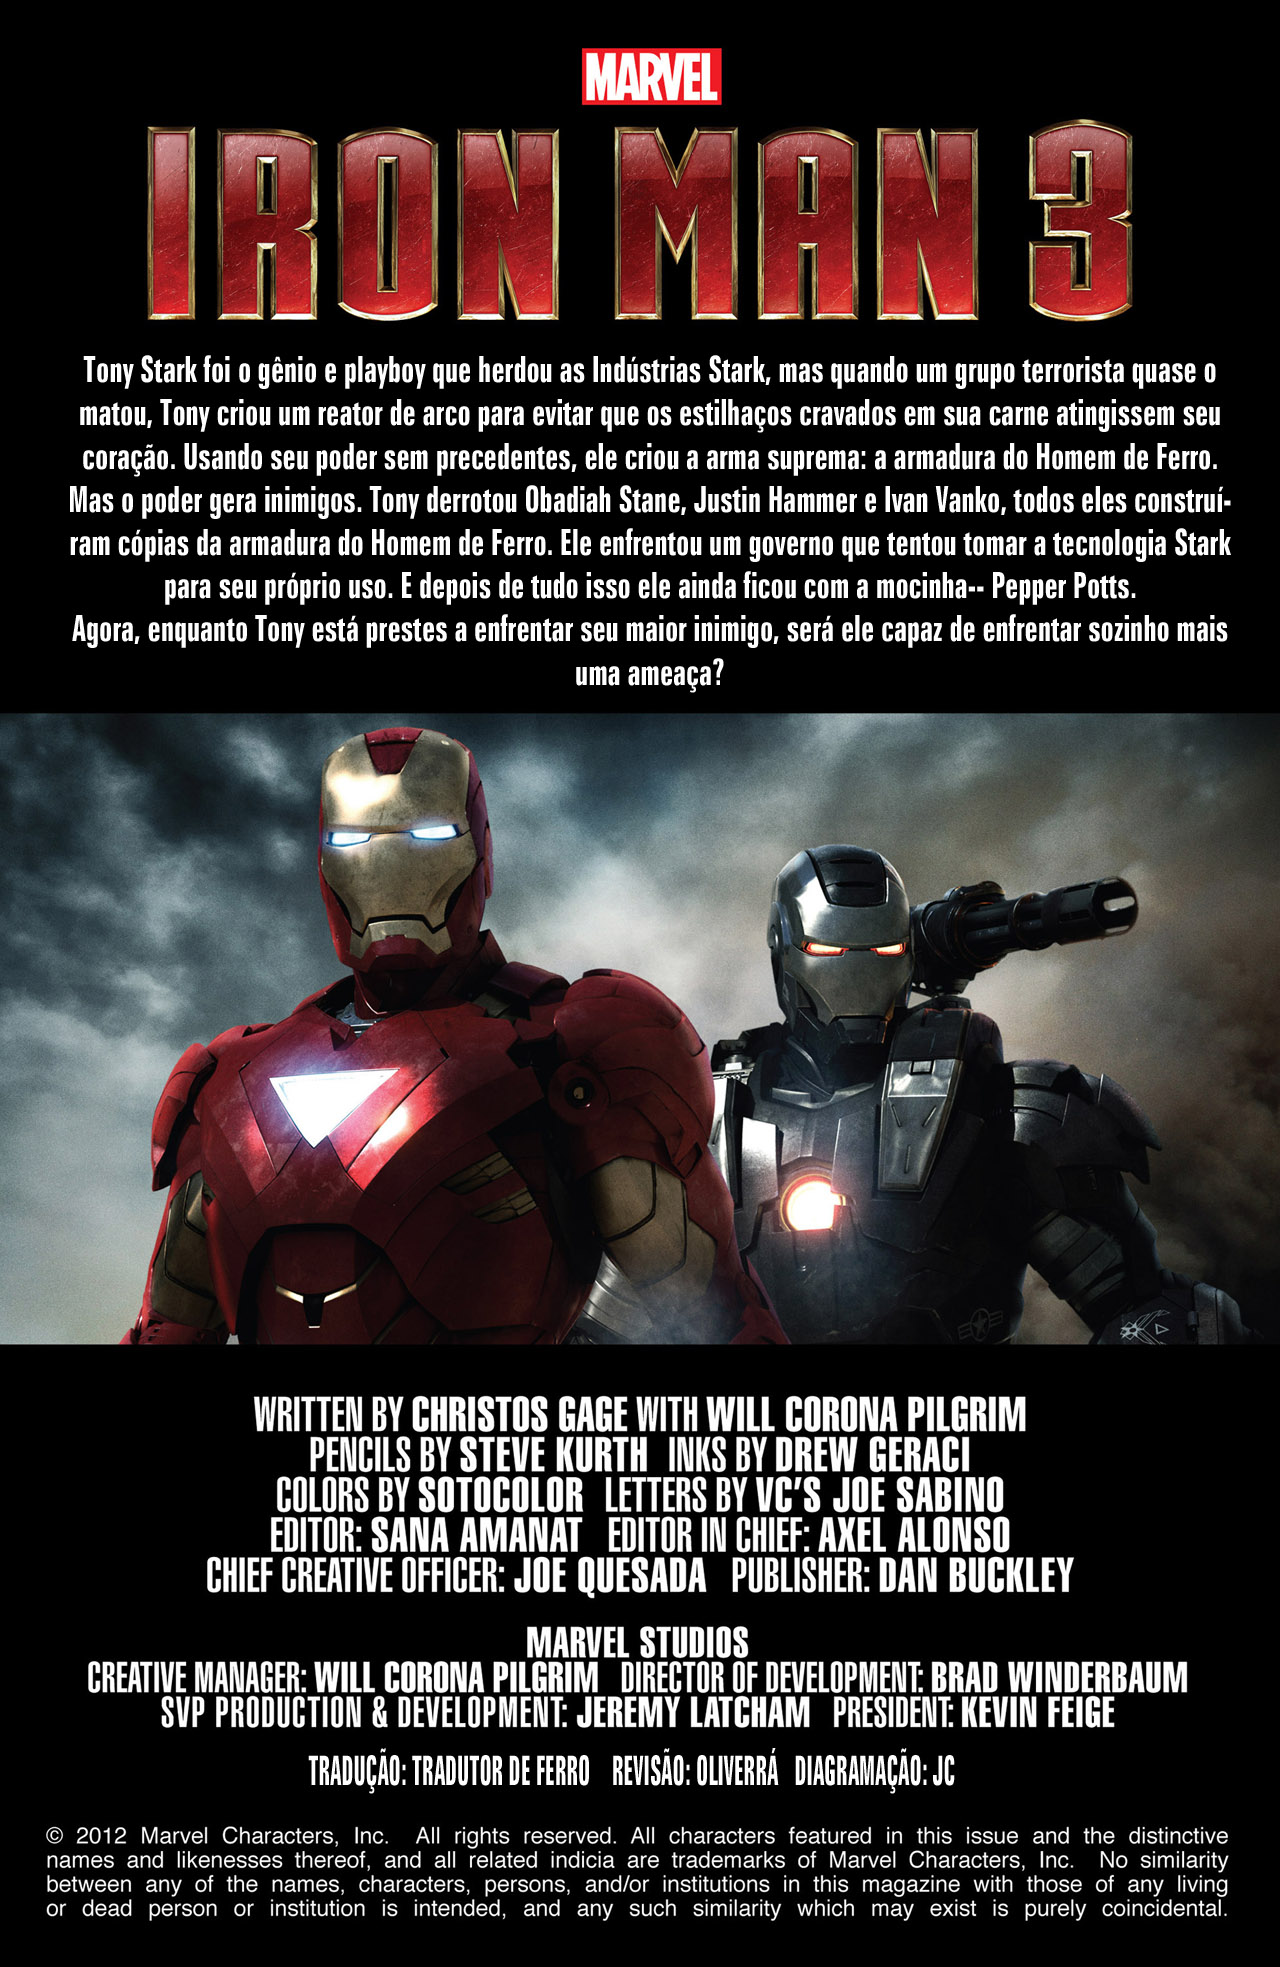 MARVEL
IRON MAN 3
Tony Stark foi o gênio e playboy que herdou as Indústrias Stark, mas quando um grupo terrorista quase o
matou, Tony criou um reator de arco para evitar que os estilhaços cravados em sua carne atingissem seu
coração. Usando seu poder sem precedentes, ele criou a arma suprema: a armadura do Homem de Ferro.
Mas o poder gera inimigos. Tony derrotou Obadiah Stane, Justin Hammer e Ivan Vanko, todos eles construí-
ram cópias da armadura do Homem de Ferro. Ele enfrentou um governo que tentou tomar a tecnologia Stark
para seu próprio uso. E depois de tudo isso ele ainda ficou com a mocinha-- Pepper Potts.
Agora, enquanto Tony está prestes a enfrentar seu maior inimigo, será ele capaz de enfrentar sozinho mais
uma ameaça?
WRITTEN BY CHRISTOS GAGE WITH WILL CORONA PILGRIM
PENCILS BY STEVE KURTH INKS BY DREW GERACI
COLORS BY SOTOCOLOR LETTERS BY VC'S JOE SABINO
EDITOR: SANA AMANAT EDITOR IN CHIEF: AXEL ALONSO
CHIEF CREATIVE OFFICER: JOE QUESADA PUBLISHER: DAN BUCKLEY
MARVEL STUDIOS
CREATIVE MANAGER: WILL CORONA PILGRIM DIRECTOR OF DEVELOPMENT: BRAD WINDERBAUM
SVP PRODUCTION & DEVELOPMENT: JEREMY LATCHAM PRESIDENT: KEVIN FEIGE
TRADUÇÃO: TRADUTOR DE FERRO REVISÃO: OLIVERRÁ DIAGRAMAÇÃO: JC
© 2012 Marvel Characters, Inc. All rights reserved. All characters featured in this issue and the distinctive
names and likenesses thereof, and all related indicia are trademarks of Marvel Characters, Inc. No similarity
between any of the names, characters, persons, and/or institutions in this magazine with those of any living
or dead person or institution is intended, and any such similarity which may exist is purely coincidental.